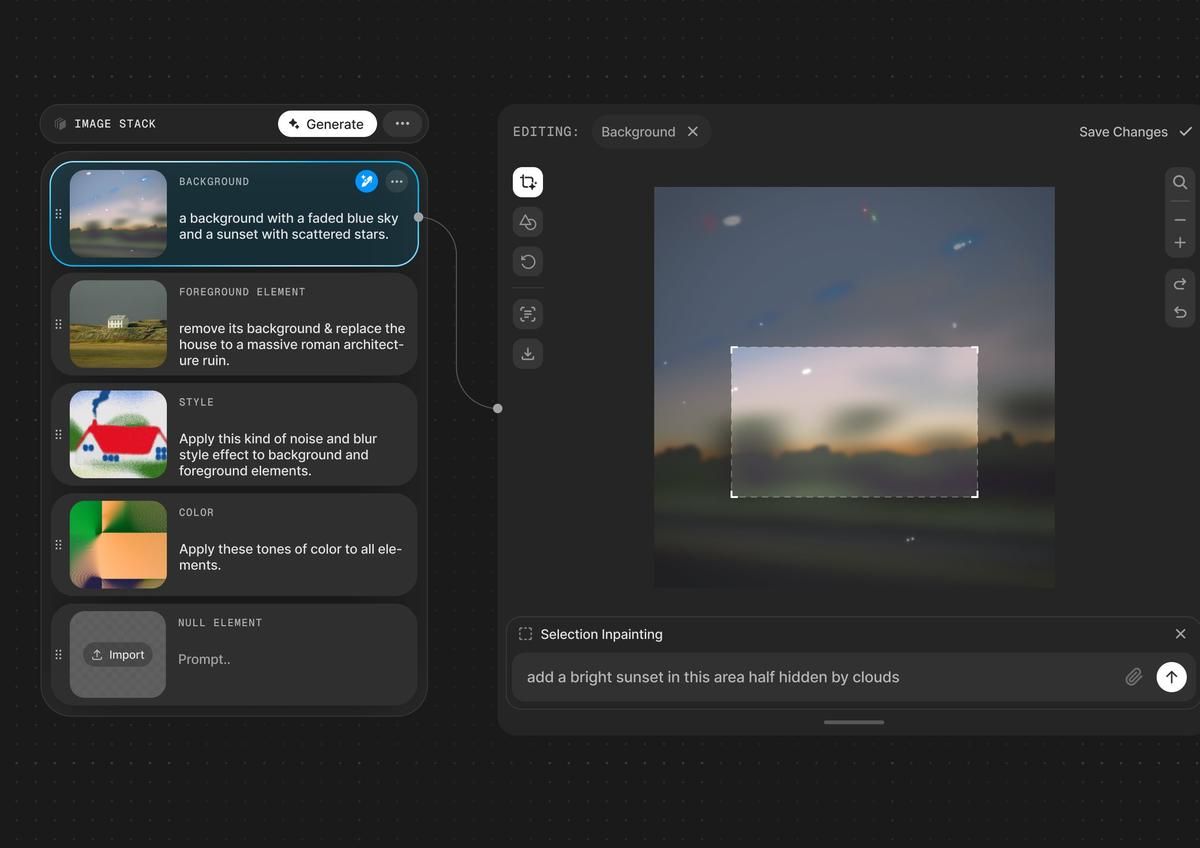 IMAGE STACK
Generate
BACKGROUND
a background with a faded blue sky
and a sunset with scattered stars.
FOREGROUND ELEMENT
remove its background & replace the
house to a massive roman architect-
ure ruin.
STYLE
Apply this kind of noise and blur
style effect to background and
foreground elements.
COLOR
Apply these tones of color to all ele-
ments.
NULL ELEMENT
Import
Prompt..
EDITING:
Background
Save Changes
Selection Inpainting
add a bright sunset in this area half hidden by clouds